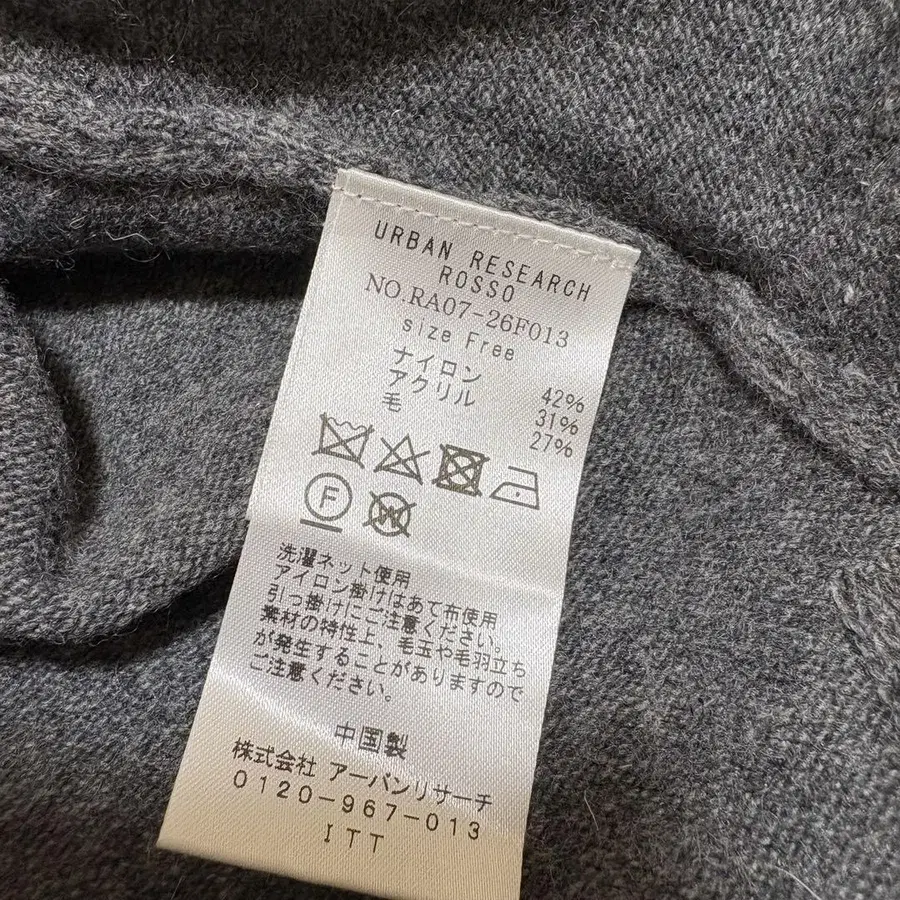 URBAN RESEARCH
ROSSO
NO.RA07-26F013
size Free
ナイロン 42%
アクリル 31%
毛 27%
F
W
洗濯ネット使用
アイロン掛けはあて布使用
引っ掛けにご注意ください。
素材の特性上、毛玉や毛羽立ち
が発生することがありますので
ご注意ください。
中国製
株式会社 アーバンリサーチ
0120-967-013
ITT